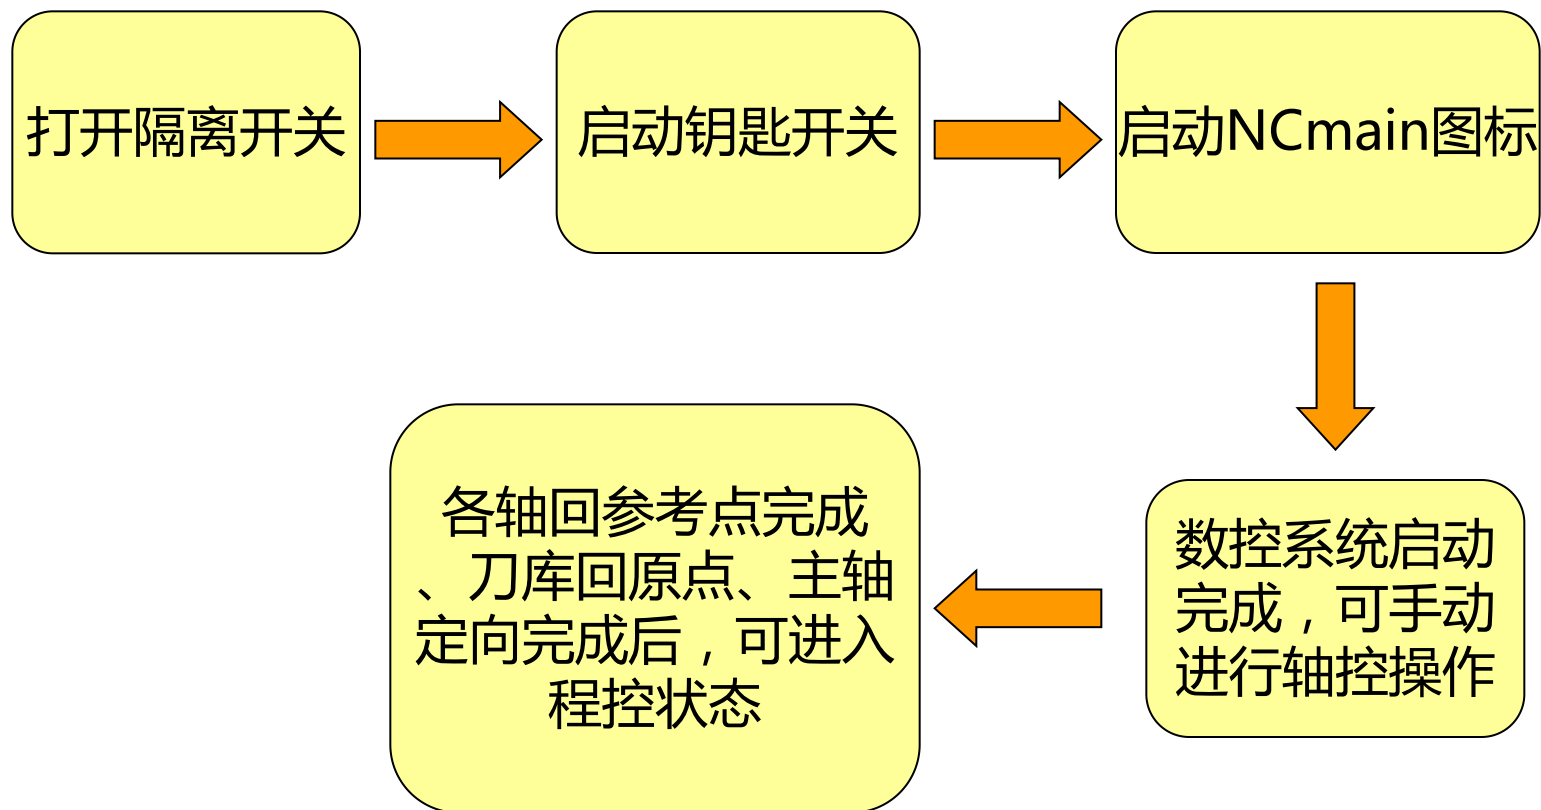 打开隔离开关
启动钥匙开关
启动NCmain图标
数控系统启动
完成，可手动
进行轴控操作
各轴回参考点完成
、刀库回原点、主轴
定向完成后，可进入
程控状态